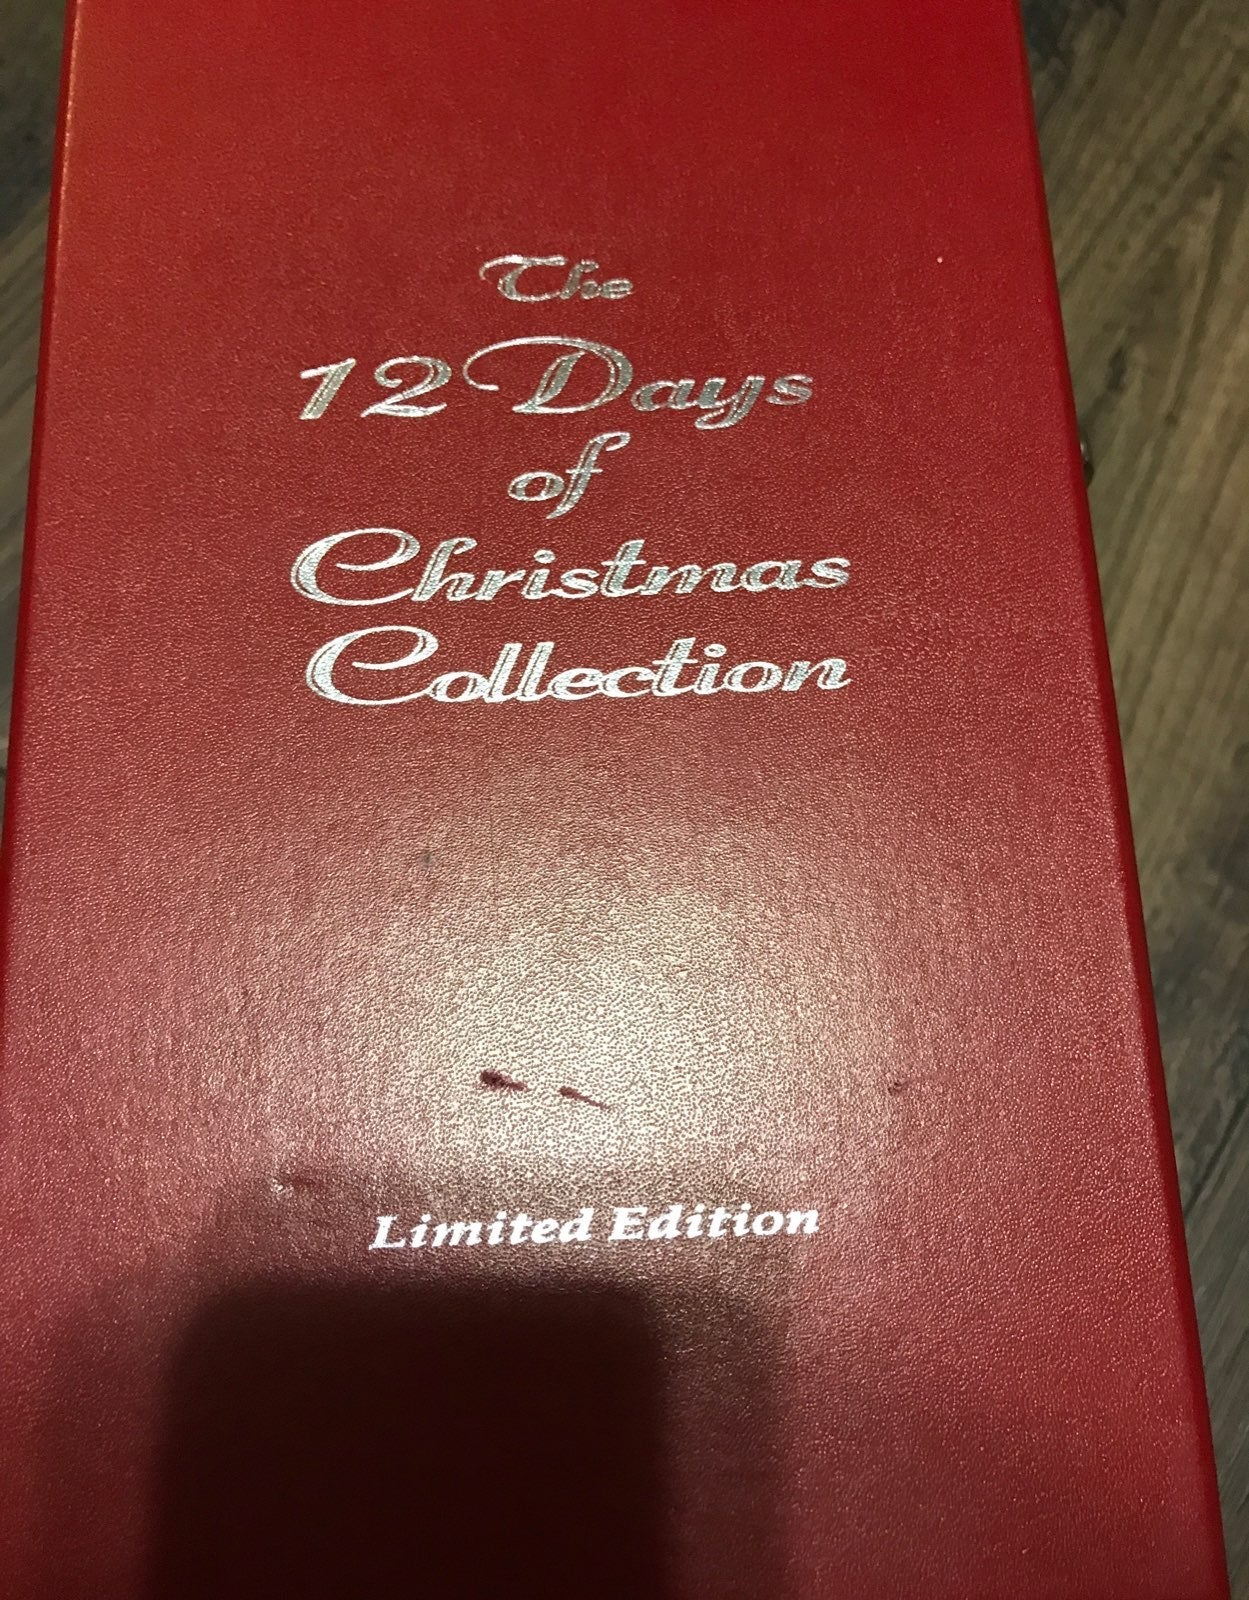 The
12 Days
of
Christmas
Collection
Limited Edition